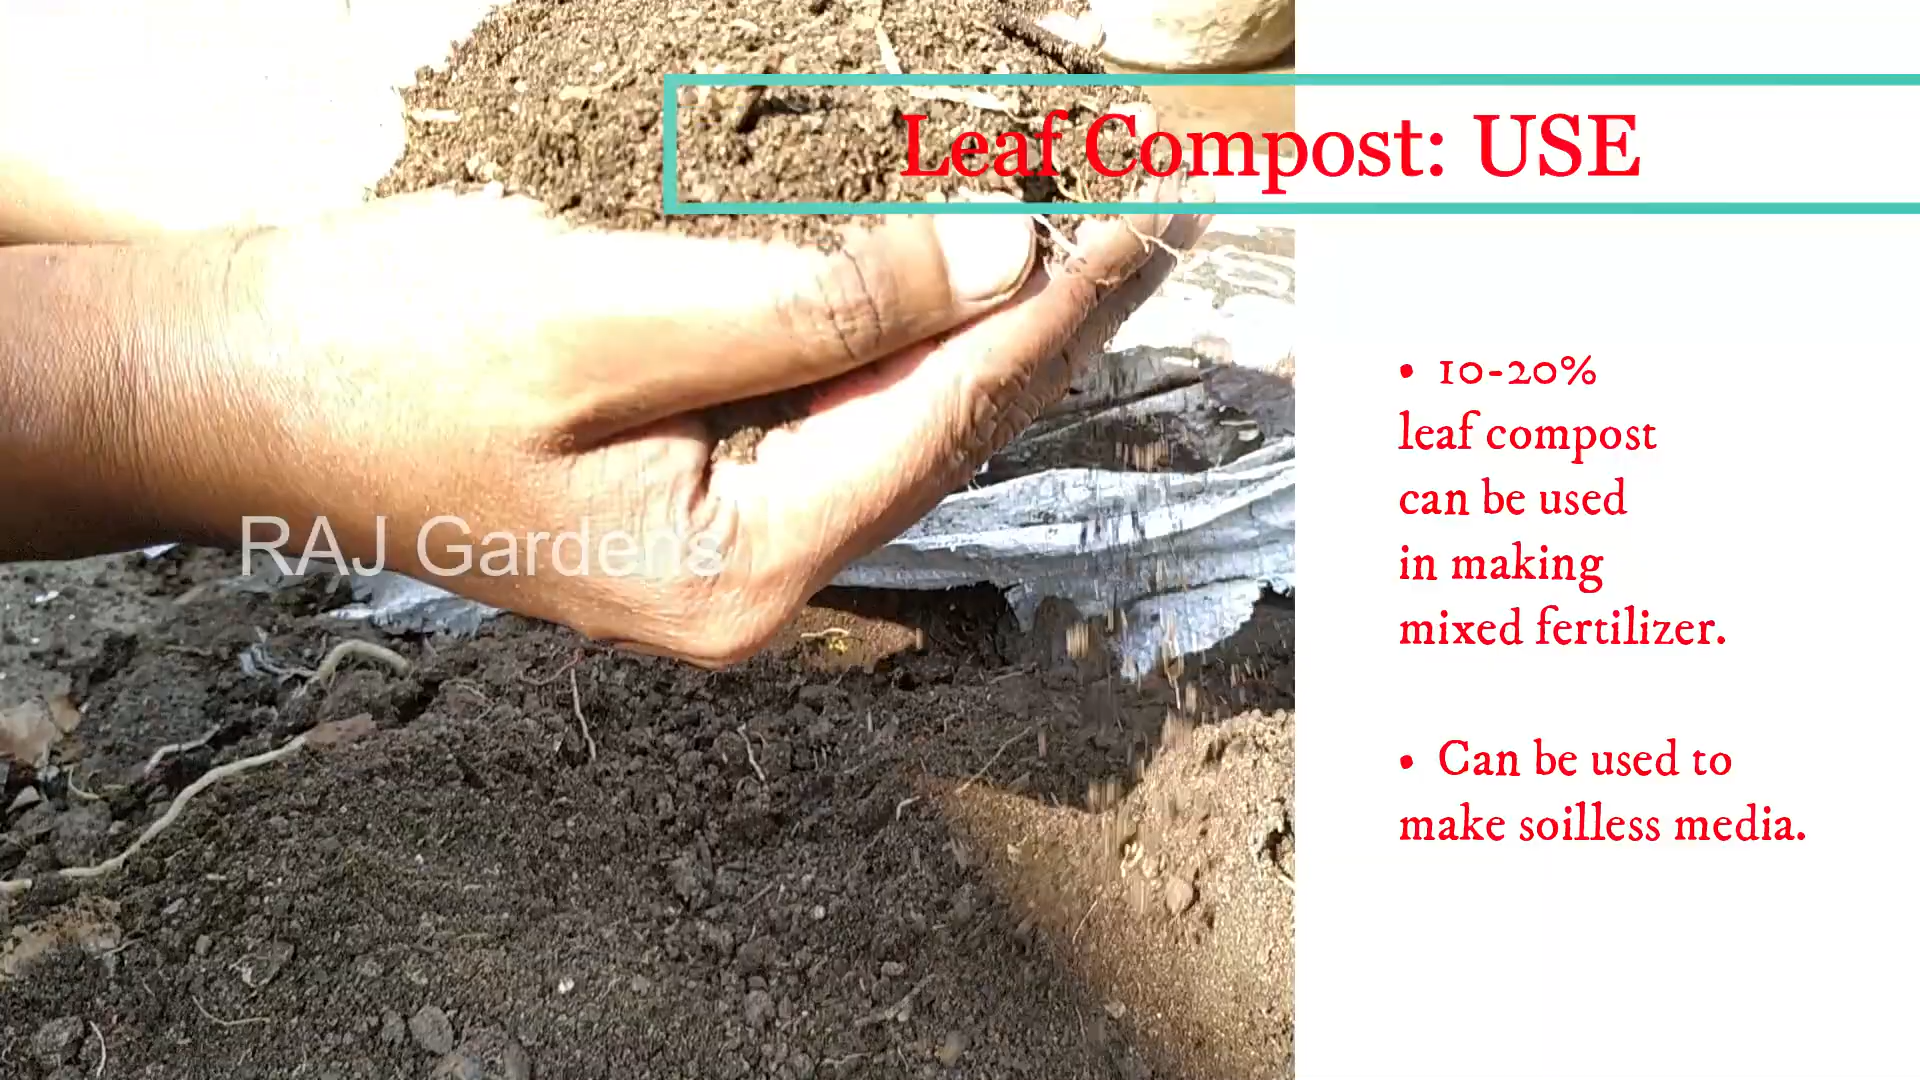 Leaf Compost: USE
RAJ Gardens
• 10-20%
leaf compost
can be used
in making
mixed fertilizer.
• Can be used to
make soilless media.